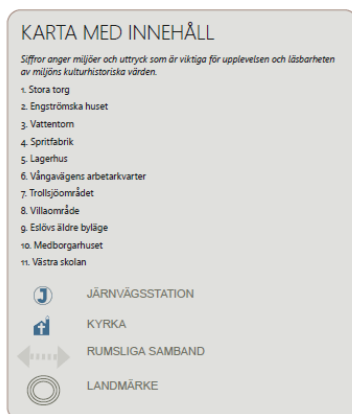 KARTA MED INNEHÅLL
Siffror anger miljöer och uttryck som är viktiga för upplevelsen och läsbarheten
av miljöns kulturhistoriska värden.
1. Stora torg
2. Engströmska huset
3. Vattentorn
4. Spritfabrik
5. Lagerhus
6. Vångavägens arbetarkvarter
7. Trollsjöområdet
8. Villaområde
9. Eslövs äldre byläge
10. Medborgarhuset
11. Västra skolan
J JÄRNVÄGSSTATION
KYRKA
RUMSLIGA SAMBAND
LANDMÄRKE